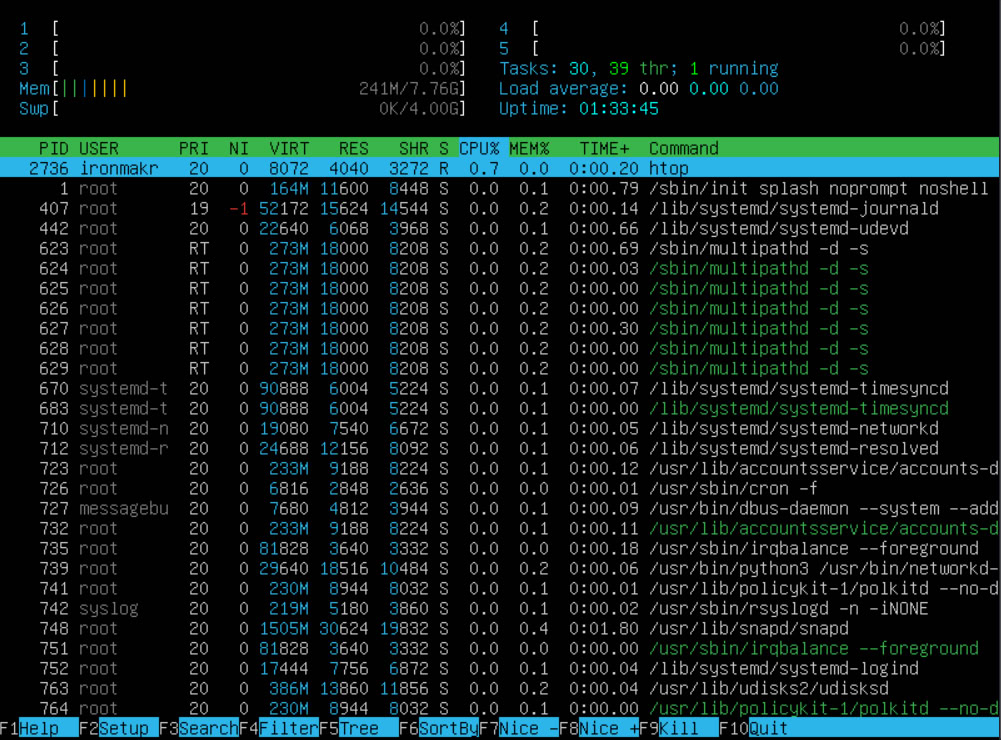 1 [ 0.0%] 4 [ 0.0%]
2 [ 0.0%] 5 [ 0.0%]
3 [ 0.0%] Tasks: 30, 39 thr; 1 running
Mem[|||||||| 241M/7.76G] Load average: 0.00 0.00 0.00
Swp[ 0K/4.00G] Uptime: 01:33:45
PID USER PRI NI VIRT RES SHR S CPU% MEM% TIME+ Command
2736 ironmakr 20 0 8072 4040 3272 R 0.7 0.0 0:00.20 htop
1 root 20 0 164M 11600 8448 S 0.0 0.1 0:00.79 /sbin/init splash noprompt noshell
407 root 19 -1 52172 15624 14544 S 0.0 0.2 0:00.14 /lib/systemd/systemd-journald
442 root 20 0 22640 6068 3968 S 0.0 0.1 0:00.66 /lib/systemd/systemd-udevd
623 root RT 0 273M 18000 8208 S 0.0 0.2 0:00.69 /sbin/multipathd -d -s
624 root RT 0 273M 18000 8208 S 0.0 0.2 0:00.03 /sbin/multipathd -d -s
625 root RT 0 273M 18000 8208 S 0.0 0.2 0:00.00 /sbin/multipathd -d -s
626 root RT 0 273M 18000 8208 S 0.0 0.2 0:00.00 /sbin/multipathd -d -s
627 root RT 0 273M 18000 8208 S 0.0 0.2 0:00.30 /sbin/multipathd -d -s
628 root RT 0 273M 18000 8208 S 0.0 0.2 0:00.00 /sbin/multipathd -d -s
629 root RT 0 273M 18000 8208 S 0.0 0.2 0:00.00 /sbin/multipathd -d -s
670 systemd-t 20 0 90888 6004 5224 S 0.0 0.1 0:00.07 /lib/systemd/systemd-timesyncd
683 systemd-t 20 0 90888 6004 5224 S 0.0 0.1 0:00.00 /lib/systemd/systemd-timesyncd
710 systemd-n 20 0 19080 7540 6672 S 0.0 0.1 0:00.05 /lib/systemd/systemd-networkd
712 systemd-r 20 0 24688 12156 8092 S 0.0 0.1 0:00.06 /lib/systemd/systemd-resolved
723 root 20 0 233M 9188 8224 S 0.0 0.1 0:00.12 /usr/lib/accountsservice/accounts-d
726 root 20 0 6816 2848 2636 S 0.0 0.0 0:00.01 /usr/sbin/cron -f
727 messagebu 20 0 7680 4812 3944 S 0.0 0.1 0:00.09 /usr/bin/dbus-daemon --system --add
732 root 20 0 233M 9188 8224 S 0.0 0.1 0:00.11 /usr/lib/accountsservice/accounts-d
735 root 20 0 81828 3640 3332 S 0.0 0.0 0:00.18 /usr/sbin/irqbalance --foreground
739 root 20 0 29640 18516 10484 S 0.0 0.2 0:00.06 /usr/bin/python3 /usr/bin/networkd-
741 root 20 0 230M 8944 8032 S 0.0 0.1 0:00.01 /usr/lib/policykit-1/polkitd --no-d
742 syslog 20 0 219M 5180 3860 S 0.0 0.1 0:00.02 /usr/sbin/rsyslogd -n -iNONE
748 root 20 0 1505M 30624 19832 S 0.0 0.4 0:01.80 /usr/lib/snapd/snapd
751 root 20 0 81828 3640 3332 S 0.0 0.0 0:00.00 /usr/sbin/irqbalance --foreground
752 root 20 0 17444 7756 6872 S 0.0 0.1 0:00.04 /lib/systemd/systemd-logind
763 root 20 0 386M 13860 11856 S 0.0 0.2 0:00.04 /usr/lib/udisks2/udisksd
764 root 20 0 230M 8944 8032 S 0.0 0.1 0:00.00 /usr/lib/policykit-1/polkitd --no-d
F1Help F2Setup F3SearchF4FilterF5Tree F6SortByF7Nice -F8Nice +F9Kill F10Quit